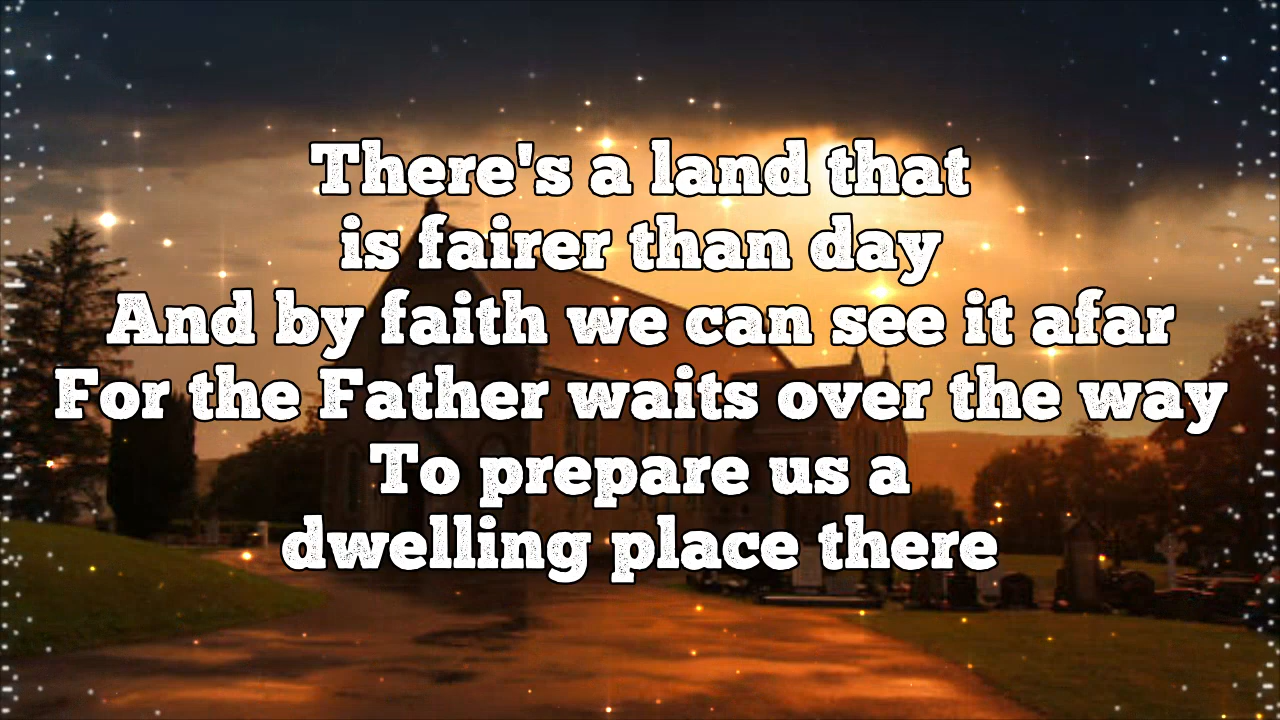 There's a land that
is fairer than day
And by faith we can see it afar
For the Father waits over the way
To prepare us a
dwelling place there